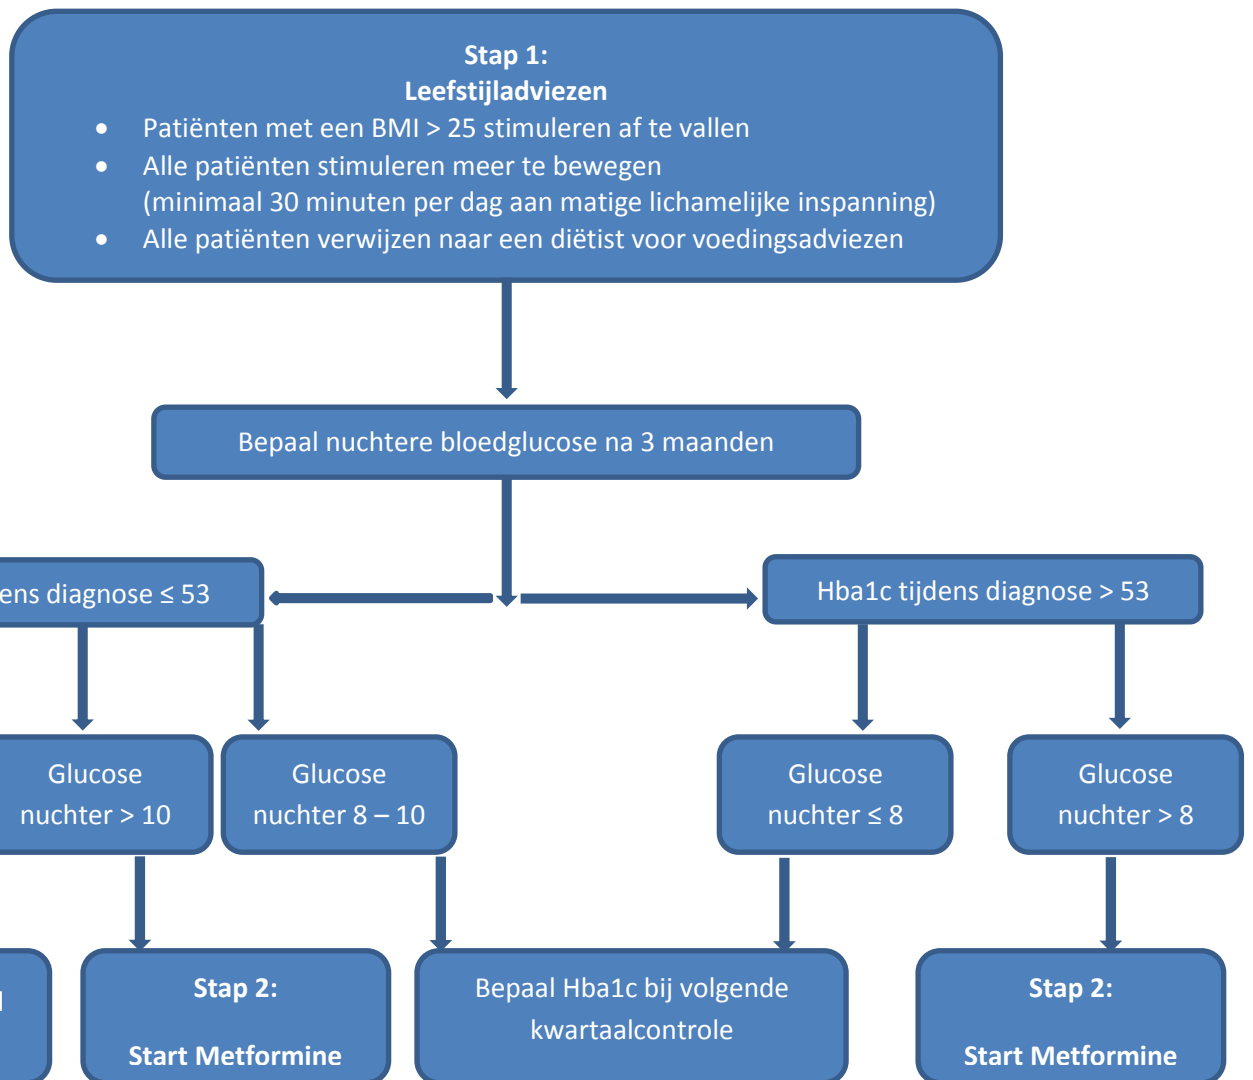 Stap 1:
Leefstijladviezen
• Patiënten met een BMI > 25 stimuleren af te vallen
• Alle patiënten stimuleren meer te bewegen
(minimaal 30 minuten per dag aan matige lichamelijke inspanning)
• Alle patiënten verwijzen naar een diëtist voor voedingsadviezen
Bepaal nuchtere bloedglucose na 3 maanden
diagnose ≤ 53
Hba1c tijdens diagnose > 53
Glucose
nuchter > 10
Glucose
nuchter 8 – 10
Glucose
nuchter ≤ 8
Glucose
nuchter > 8
Stap 2:
Start Metformine
Bepaal Hba1c bij volgende
kwartaalcontrole
Stap 2:
Start Metformine